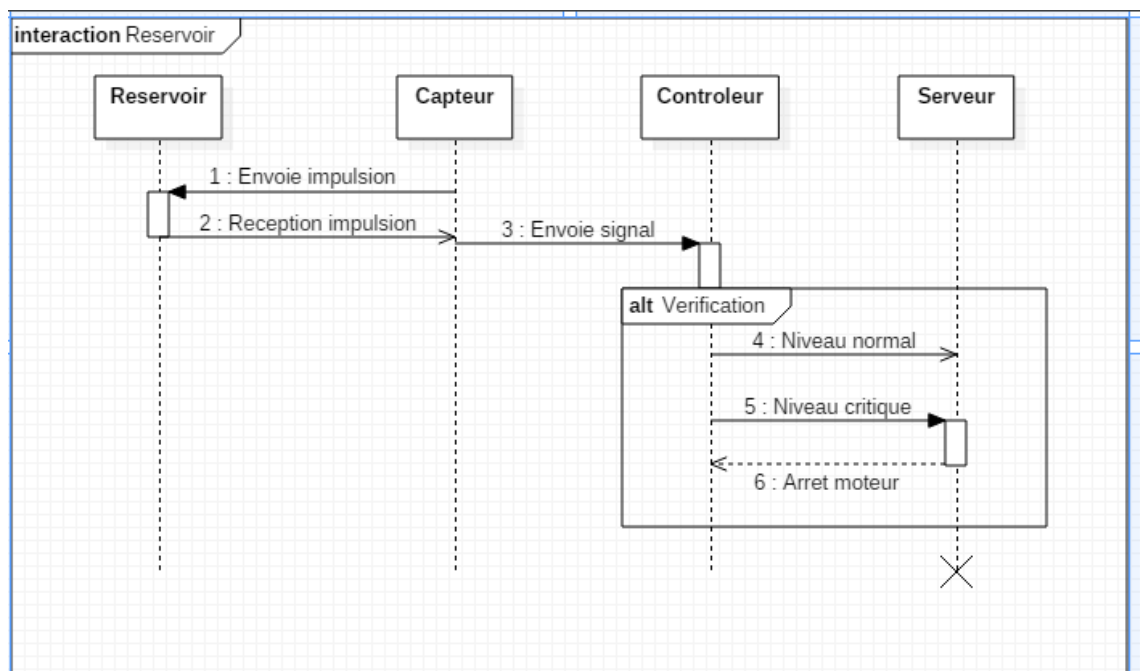 interaction Reservoir
Reservoir
Capteur
Controleur
Serveur
1 : Envoie impulsion
2 : Reception impulsion
3 : Envoie signal
alt Verification
4 : Niveau normal
5 : Niveau critique
6 : Arret moteur